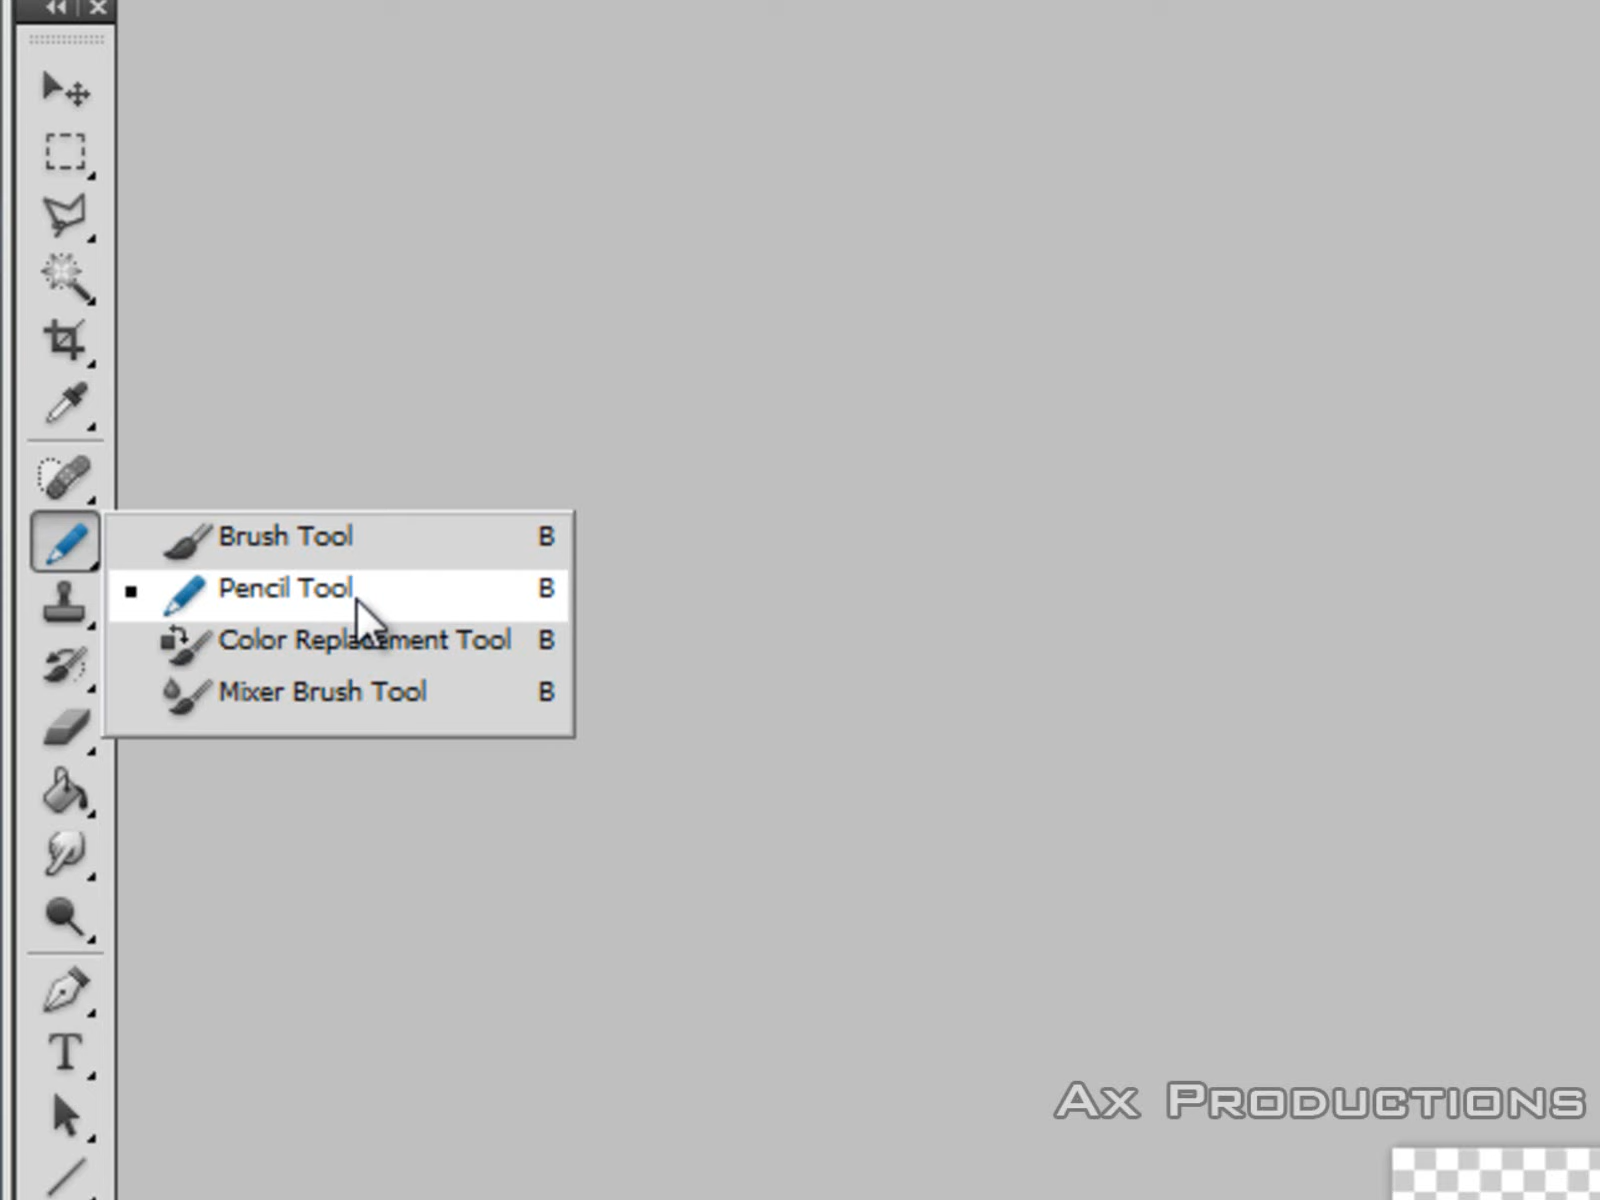 Brush Tool B
Pencil Tool B
Color Replacement Tool B
Mixer Brush Tool B
Ax Productions